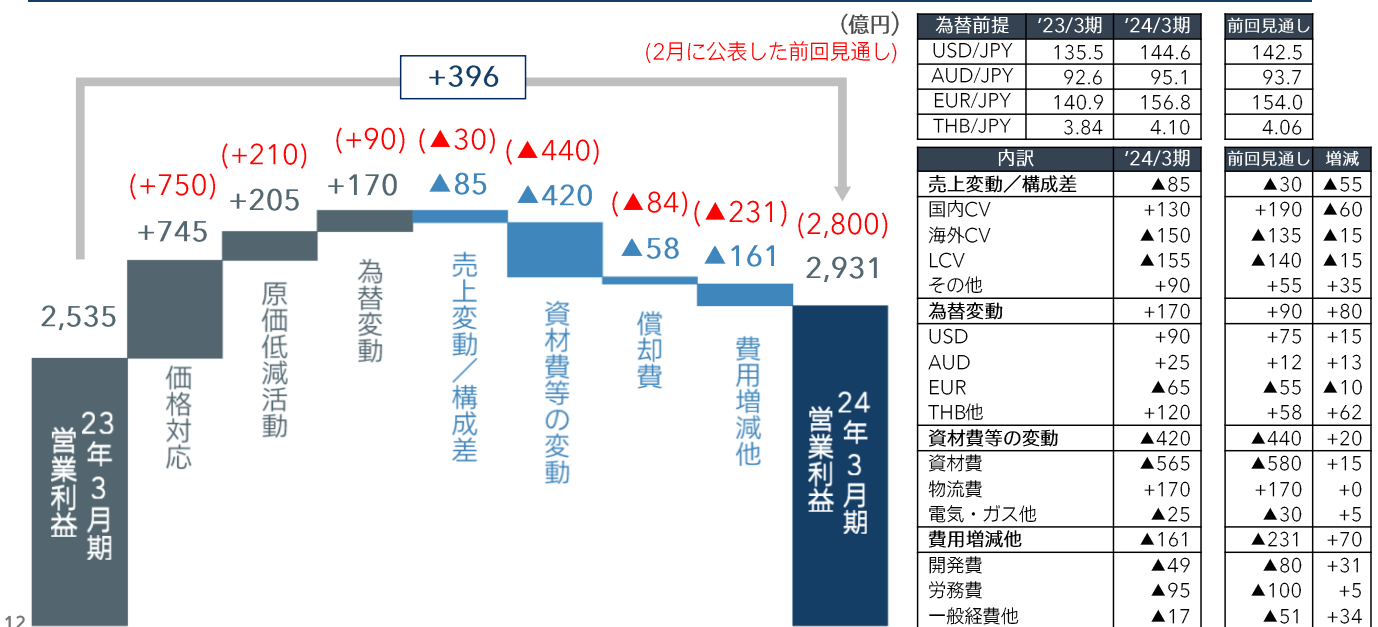 (億円)
(2月に公表した前回見通し)
+396
(+750)
+745
(+210)
+205
(+90)
+170
(▲30)
▲85
(▲440)
▲420
(▲84)
▲58
(▲231)
▲161
(2,800)
2,931
2,535
23年3月期
営業利益
価格対応
原価低減活動
為替変動
売上変動／構成差
資材費等の変動
償却費
費用増減他
24年3月期
営業利益
為替前提 '23/3期 '24/3期 前回見通し
USD/JPY 135.5 144.6 142.5
AUD/JPY 92.6 95.1 93.7
EUR/JPY 140.9 156.8 154.0
THB/JPY 3.84 4.10 4.06
内訳 '24/3期 前回見通し 増減
売上変動／構成差 ▲85 ▲30 ▲55
国内CV +130 +190 ▲60
海外CV ▲150 ▲135 ▲15
LCV ▲155 ▲140 ▲15
その他 +90 +55 +35
為替変動 +170 +90 +80
USD +90 +75 +15
AUD +25 +12 +13
EUR ▲65 ▲55 ▲10
THB他 +120 +58 +62
資材費等の変動 ▲420 ▲440 +20
資材費 ▲565 ▲580 +15
物流費 +170 +170 +0
電気・ガス他 ▲25 ▲30 +5
費用増減他 ▲161 ▲231 +70
開発費 ▲49 ▲80 +31
労務費 ▲95 ▲100 +5
一般経費他 ▲17 ▲51 +34
12